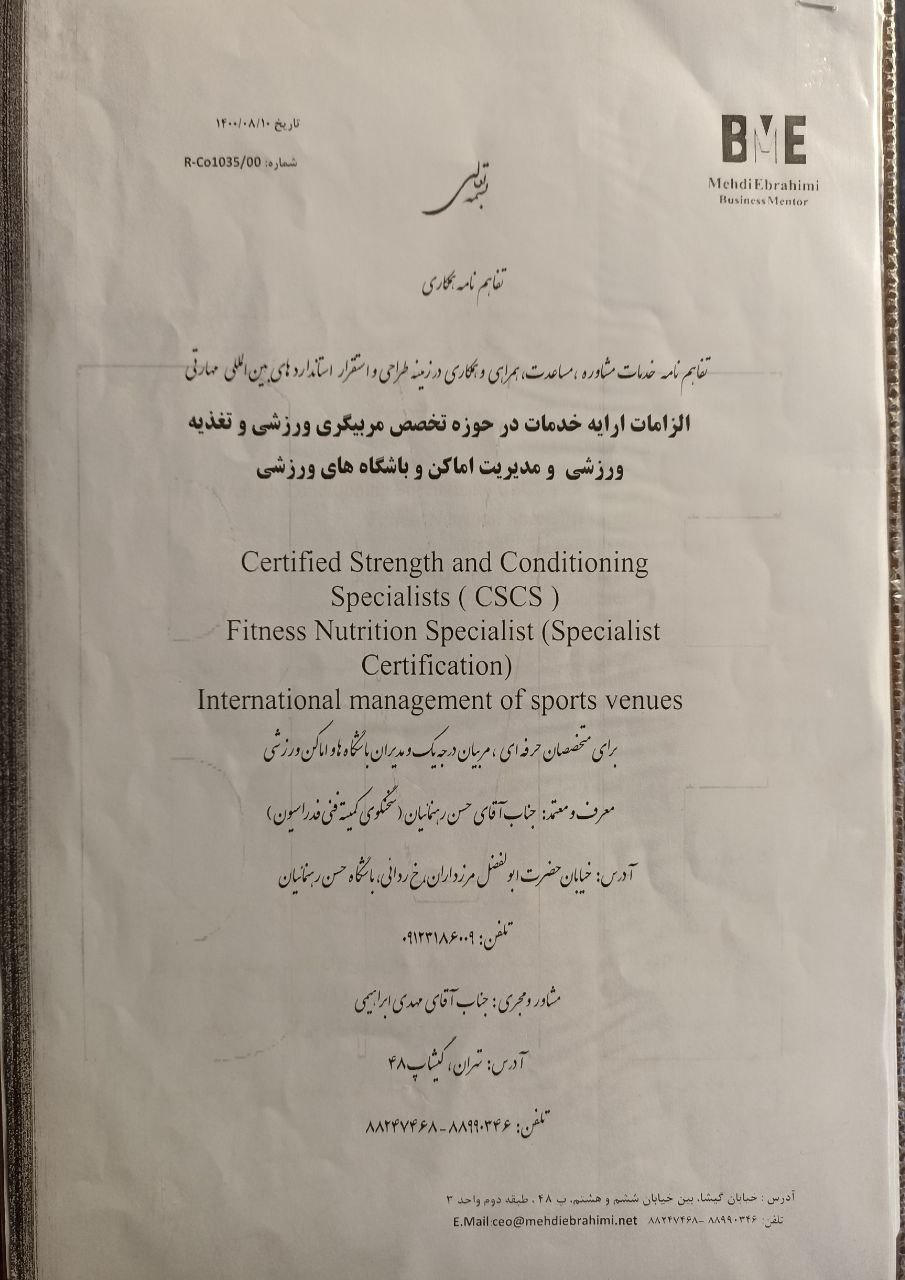 BME
MehdiEbrahimi
Business Mentor
تاریخ ۱۴۰۰/۰۸/۱۰
شماره: R-Co1035/00
بسمه تعالی
تفاهم نامه همکاری
تفاهم نامه خدمات مشاوره ،مساعدت، همراهی و همکاری در زمینه طراحی و استقرار استانداردهای بین المللی مهارتی
الزامات ارایه خدمات در حوزه تخصص مربیگری ورزشی و تغذیه
ورزشی و مدیریت اماکن و باشگاه های ورزشی
Certified Strength and Conditioning
Specialists ( CSCS )
Fitness Nutrition Specialist (Specialist
Certification)
International management of sports venues
برای متخصصان حرفه ای ، مربیان درجه یک و مدیران باشگاه ها و اماکن ورزشی
معرف و معتمد: جناب آقای حسن رهنمائیان (سخنگوی کمیته فنی فدراسیون)
آدرس: خیابان حضرت ابولفضل مرزداران، باشگاه حسن رهنمائیان
تلفن: ۰۹۱۲۳۱۸۶۰۰۹
مشاور و مجری: جناب آقای مهدی ابراهیمی
آدرس: تهران، گیشا پ ۴۸
تلفن: ۸۸۹۹۰۳۴۶-۸۸۲۴۷۴۶۸
آدرس : خیابان گیشا، بین خیابان ششم و هشتم، پ ۴۸ ، طبقه دوم واحد ۳
تلفن: ۸۸۹۹۰۳۴۶ -۸۸۲۴۷۴۶۸ E.Mail:ceo@mehdiebrahimi.net